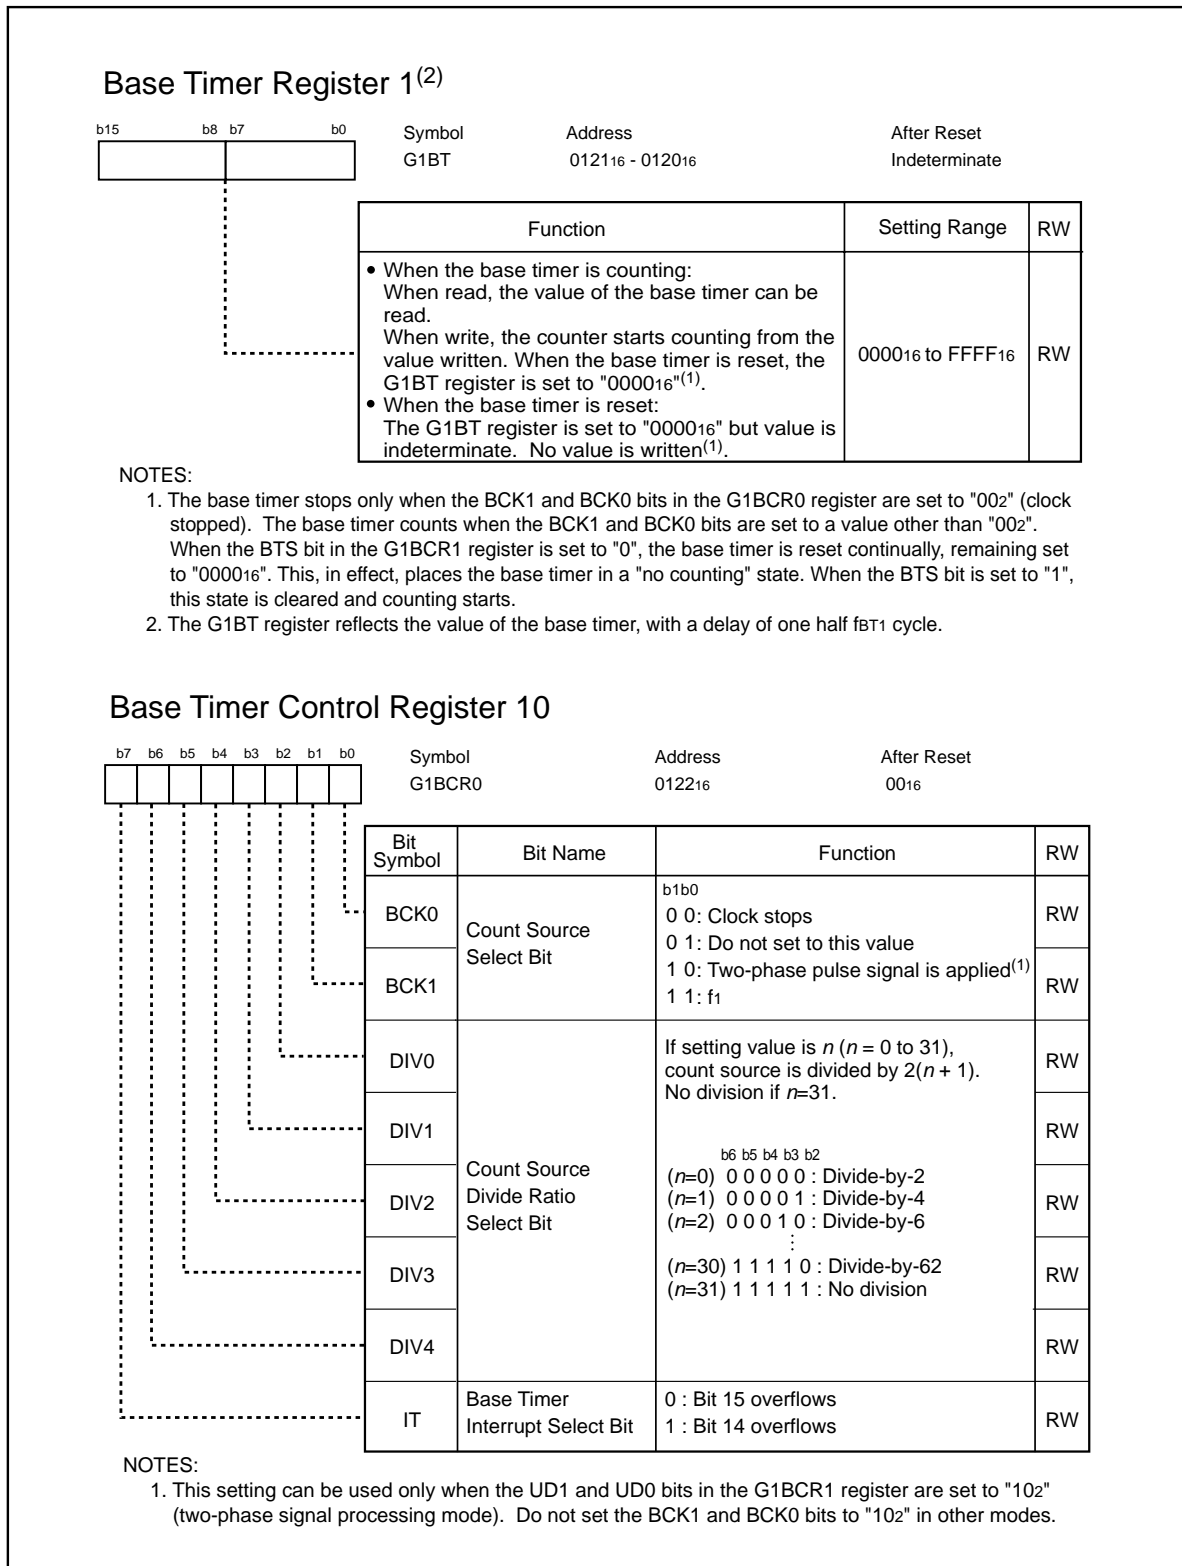 Base Timer Register 1(2)
b15 b8 b7 b0 Symbol Address After Reset
G1BT 012116 - 012016 Indeterminate
Function Setting Range RW
• When the base timer is counting:
When read, the value of the base timer can be
read.
When write, the counter starts counting from the
value written. When the base timer is reset, the
G1BT register is set to "000016"(1).
• When the base timer is reset:
The G1BT register is set to "000016" but value is
indeterminate. No value is written(1).
000016 to FFFF16 RW
NOTES:
1. The base timer stops only when the BCK1 and BCK0 bits in the G1BCR0 register are set to "002" (clock
stopped). The base timer counts when the BCK1 and BCK0 bits are set to a value other than "002".
When the BTS bit in the G1BCR1 register is set to "0", the base timer is reset continually, remaining set
to "000016". This, in effect, places the base timer in a "no counting" state. When the BTS bit is set to "1",
this state is cleared and counting starts.
2. The G1BT register reflects the value of the base timer, with a delay of one half fBT1 cycle.
Base Timer Control Register 10
b7 b6 b5 b4 b3 b2 b1 b0 Symbol Address After Reset
G1BCR0 012216 0016
Bit
Symbol Bit Name Function RW
BCK0 RW
BCK1 RW
Count Source
Select Bit
b1b0
0 0: Clock stops
0 1: Do not set to this value
1 0: Two-phase pulse signal is applied(1)
1 1: f1
DIV0 RW
DIV1 RW
DIV2 RW
DIV3 RW
DIV4 RW
Count Source
Divide Ratio
Select Bit
If setting value is n (n = 0 to 31),
count source is divided by 2(n + 1).
No division if n=31.
b6 b5 b4 b3 b2
(n=0) 0 0 0 0 0 : Divide-by-2
(n=1) 0 0 0 0 1 : Divide-by-4
(n=2) 0 0 0 1 0 : Divide-by-6
⋮
(n=30) 1 1 1 1 0 : Divide-by-62
(n=31) 1 1 1 1 1 : No division
IT RW
Base Timer
Interrupt Select Bit
0 : Bit 15 overflows
1 : Bit 14 overflows
NOTES:
1. This setting can be used only when the UD1 and UD0 bits in the G1BCR1 register are set to "102"
(two-phase signal processing mode). Do not set the BCK1 and BCK0 bits to "102" in other modes.